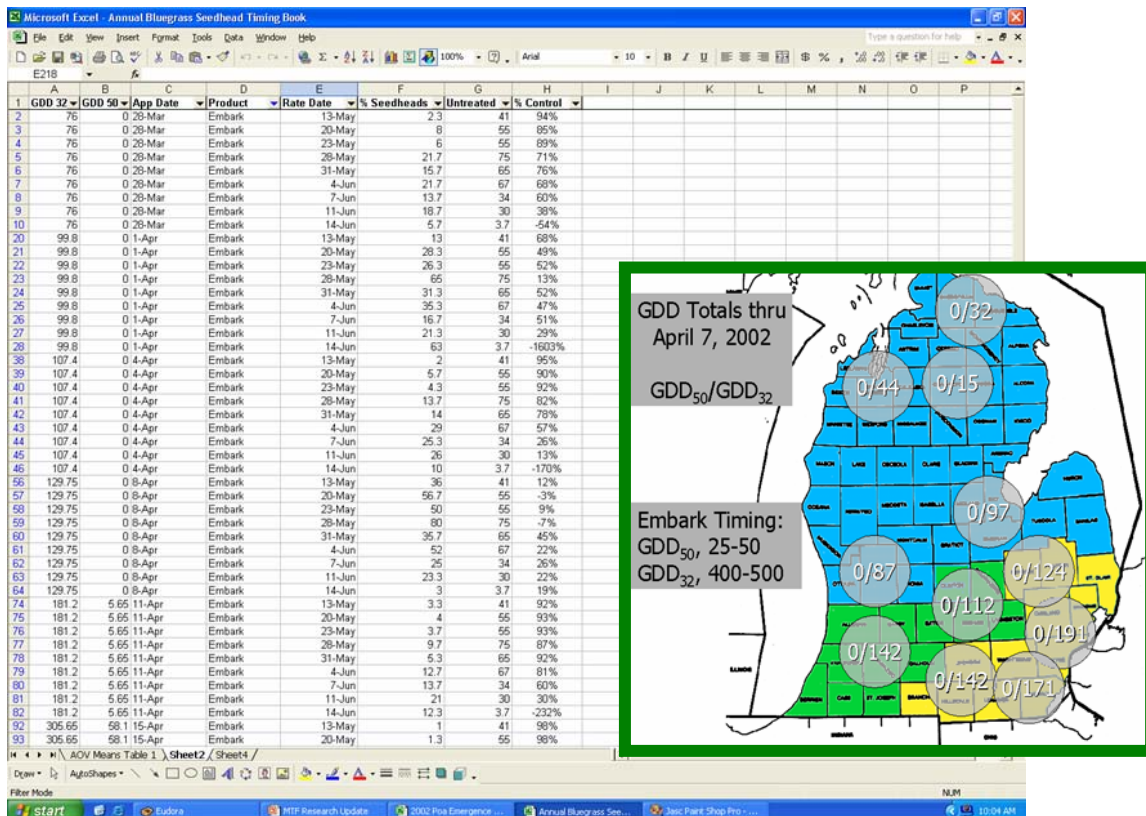 Microsoft Excel - Annual Bluegrass Seedhead Timing Book
File Edit View Insert Format Tools Data Window Help
Type a question for help
100%
Arial
10
E218
fx
A B C D E F G H I J K L M N O P
1 GDD 32 GDD 50 App Date Product Rate Date % Seedheads Untreated % Control
2 76 0 28-Mar Embark 13-May 2.3 41 94%
3 76 0 28-Mar Embark 20-May 8 55 85%
4 76 0 28-Mar Embark 23-May 6 55 89%
5 76 0 28-Mar Embark 28-May 21.7 75 71%
6 76 0 28-Mar Embark 31-May 15.7 65 76%
7 76 0 28-Mar Embark 4-Jun 21.7 67 68%
8 76 0 28-Mar Embark 7-Jun 13.7 34 60%
9 76 0 28-Mar Embark 11-Jun 18.7 30 38%
10 76 0 28-Mar Embark 14-Jun 5.7 3.7 -54%
20 99.8 0 1-Apr Embark 13-May 13 41 68%
21 99.8 0 1-Apr Embark 20-May 28.3 55 49%
22 99.8 0 1-Apr Embark 23-May 26.3 55 52%
23 99.8 0 1-Apr Embark 28-May 65 75 13%
24 99.8 0 1-Apr Embark 31-May 31.3 65 52%
25 99.8 0 1-Apr Embark 4-Jun 35.3 67 47%
26 99.8 0 1-Apr Embark 7-Jun 16.7 34 51%
27 99.8 0 1-Apr Embark 11-Jun 21.3 30 29%
28 99.8 0 1-Apr Embark 14-Jun 63 3.7 -1603%
38 107.4 0 4-Apr Embark 13-May 2 41 95%
39 107.4 0 4-Apr Embark 20-May 5.7 55 90%
40 107.4 0 4-Apr Embark 23-May 4.3 55 92%
41 107.4 0 4-Apr Embark 28-May 13.7 75 82%
42 107.4 0 4-Apr Embark 31-May 14 65 78%
43 107.4 0 4-Apr Embark 4-Jun 29 67 57%
44 107.4 0 4-Apr Embark 7-Jun 25.3 34 26%
45 107.4 0 4-Apr Embark 11-Jun 26 30 13%
46 107.4 0 4-Apr Embark 14-Jun 10 3.7 -170%
56 129.75 0 8-Apr Embark 13-May 36 41 12%
57 129.75 0 8-Apr Embark 20-May 56.7 55 -3%
58 129.75 0 8-Apr Embark 23-May 50 55 9%
59 129.75 0 8-Apr Embark 28-May 80 75 -7%
60 129.75 0 8-Apr Embark 31-May 35.7 65 45%
61 129.75 0 8-Apr Embark 4-Jun 52 67 22%
62 129.75 0 8-Apr Embark 7-Jun 25 34 26%
63 129.75 0 8-Apr Embark 11-Jun 23.3 30 22%
64 129.75 0 8-Apr Embark 14-Jun 3 3.7 19%
74 181.2 5.65 11-Apr Embark 13-May 3.3 41 92%
75 181.2 5.65 11-Apr Embark 20-May 4 55 93%
76 181.2 5.65 11-Apr Embark 23-May 3.7 55 93%
77 181.2 5.65 11-Apr Embark 28-May 9.7 75 87%
78 181.2 5.65 11-Apr Embark 31-May 5.3 65 92%
79 181.2 5.65 11-Apr Embark 4-Jun 12.7 67 81%
80 181.2 5.65 11-Apr Embark 7-Jun 13.7 34 60%
81 181.2 5.65 11-Apr Embark 11-Jun 21 30 30%
82 181.2 5.65 11-Apr Embark 14-Jun 12.3 3.7 -232%
92 305.65 58.1 15-Apr Embark 13-May 1 41 98%
93 305.65 58.1 15-Apr Embark 20-May 1.3 55 98%
GDD Totals thru
April 7, 2002
GDD50/GDD32
Embark Timing:
GDD50, 25-50
GDD32, 400-500
0/32
0/44
0/15
0/97
0/87
0/124
0/112
0/191
0/142
0/142
0/171
AOV Means Table 1 Sheet2 Sheet4
Draw AutoShapes
Filter Mode
NUM
start Eudora MTF Research Update 2002 Poa Emergence ... Annual Bluegrass See... Jasc Paint Shop Pro - ... 10:04 AM